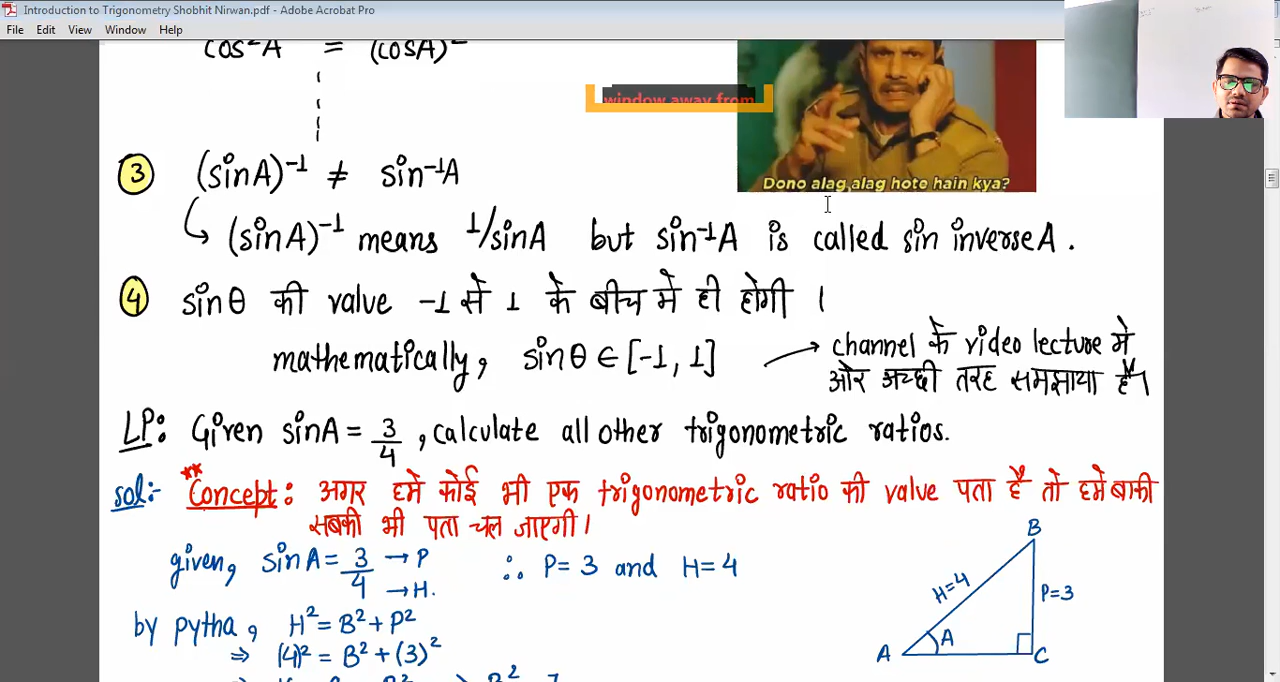 Introduction to Trigonometry Shobhit Nirwan.pdf - Adobe Acrobat Pro
File Edit View Window Help
cos²A = (cosA)²
window away from
Dono alag alag hote hain kya?
③ (sinA)⁻¹ ≠ sin⁻¹A
↳ (sinA)⁻¹ means 1/sinA but sin⁻¹A is called sin inverse A.
④ sinθ की value -1 से 1 के बीच में ही होगी ।
mathematically, sinθ ∈ [-1, 1] → channel के video lecture में
ओर अच्छी तरह समझाया है।
LP: Given sinA = 3/4, calculate all other trigonometric ratios.
Sol:- **Concept: अगर हमे कोई भी एक trigonometric ratio की value पता है तो हमे बाकी
सबकी भी पता चल जाएगी।
given, sinA = 3/4 → P → H. ∴ P= 3 and H= 4
by pytha, H² = B² + P²
⇒ (4)² = B² + (3)²
B
H=4
P=3
A
A
C